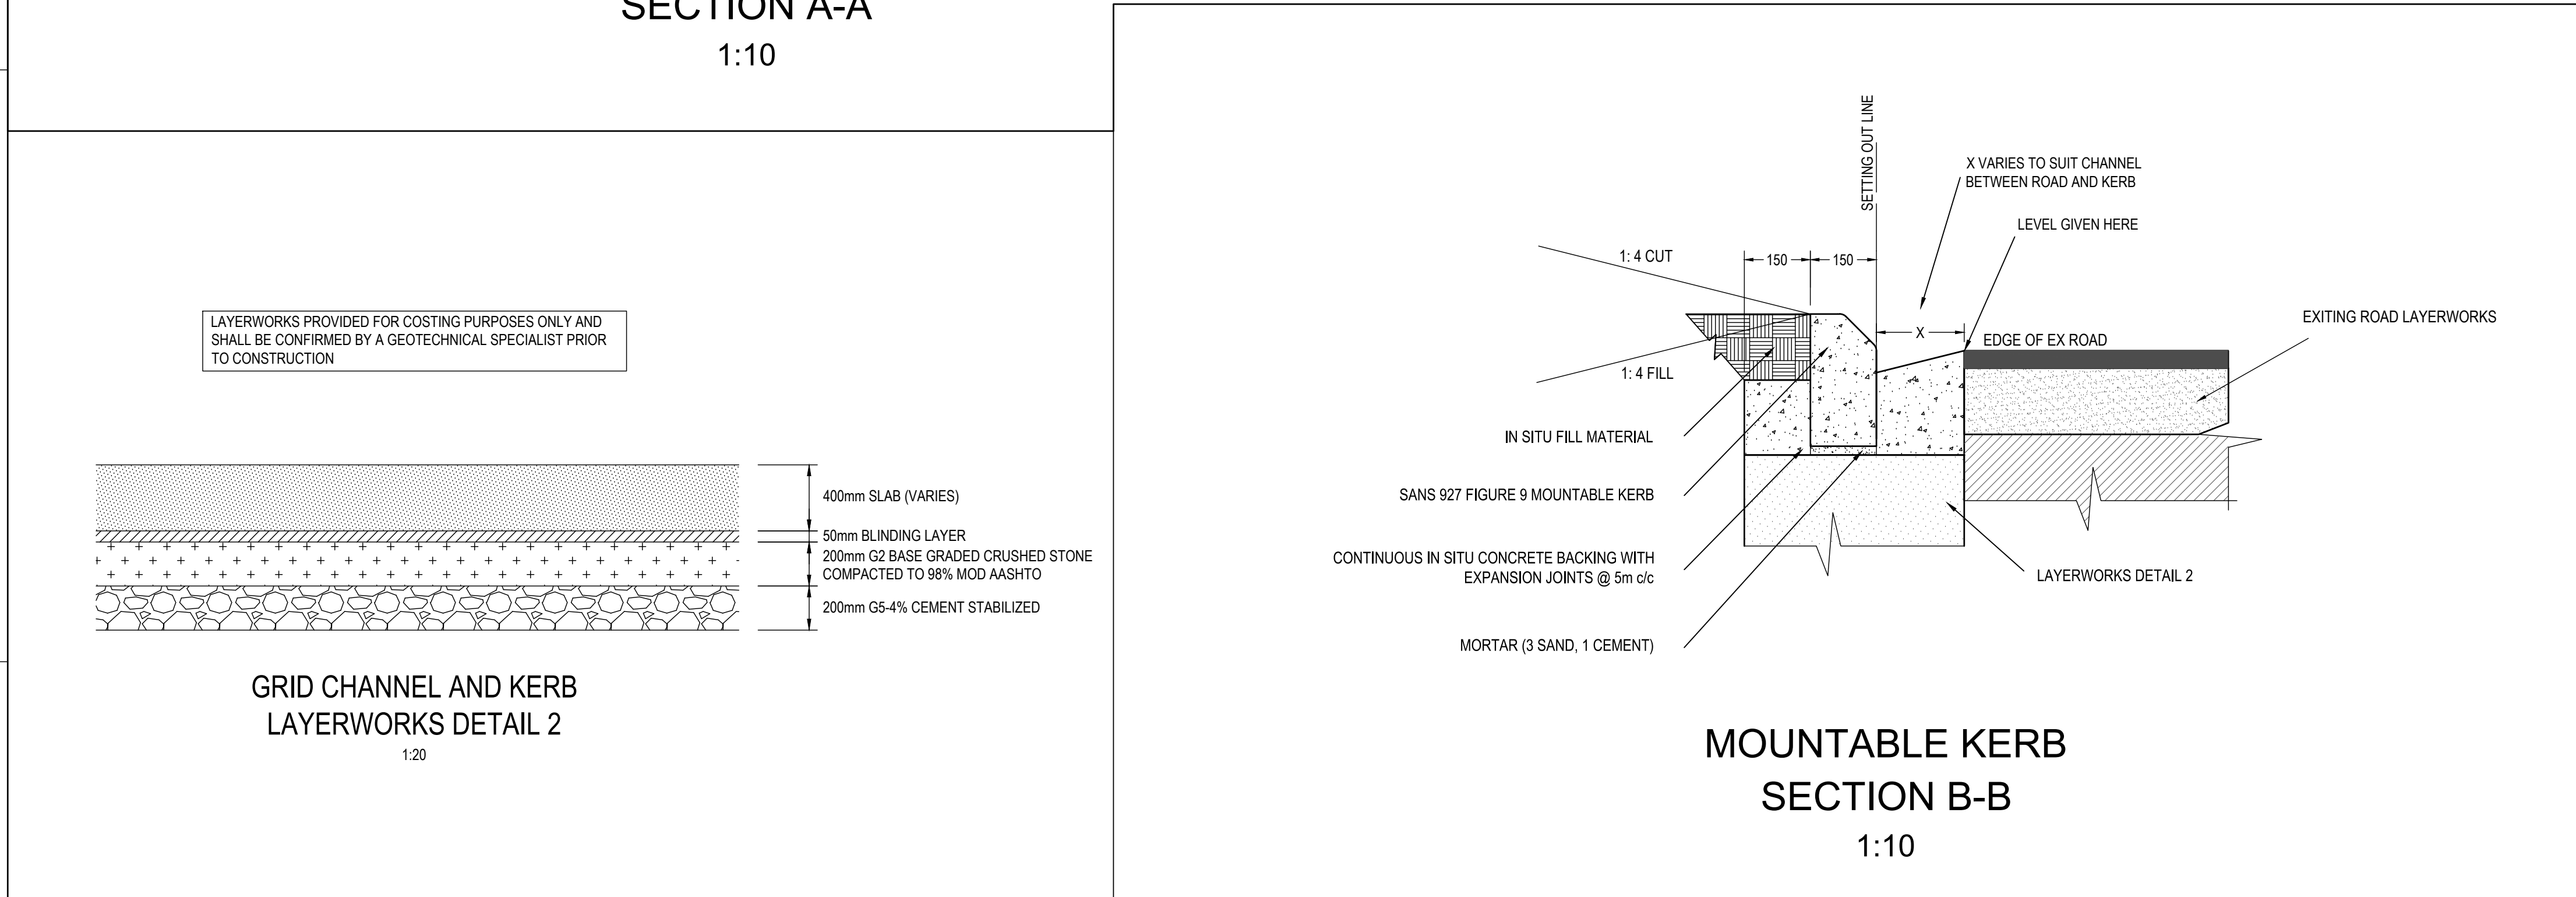 SECTION A-A
1:10
LAYERWORKS PROVIDED FOR COSTING PURPOSES ONLY AND
SHALL BE CONFIRMED BY A GEOTECHNICAL SPECIALIST PRIOR
TO CONSTRUCTION
400mm SLAB (VARIES)
50mm BLINDING LAYER
200mm G2 BASE GRADED CRUSHED STONE
COMPACTED TO 98% MOD AASHTO
200mm G5-4% CEMENT STABILIZED
GRID CHANNEL AND KERB
LAYERWORKS DETAIL 2
1:20
SETTING OUT LINE
X VARIES TO SUIT CHANNEL
BETWEEN ROAD AND KERB
LEVEL GIVEN HERE
1: 4 CUT
150
150
X
EDGE OF EX ROAD
EXITING ROAD LAYERWORKS
1: 4 FILL
IN SITU FILL MATERIAL
SANS 927 FIGURE 9 MOUNTABLE KERB
CONTINUOUS IN SITU CONCRETE BACKING WITH
EXPANSION JOINTS @ 5m c/c
LAYERWORKS DETAIL 2
MORTAR (3 SAND, 1 CEMENT)
MOUNTABLE KERB
SECTION B-B
1:10